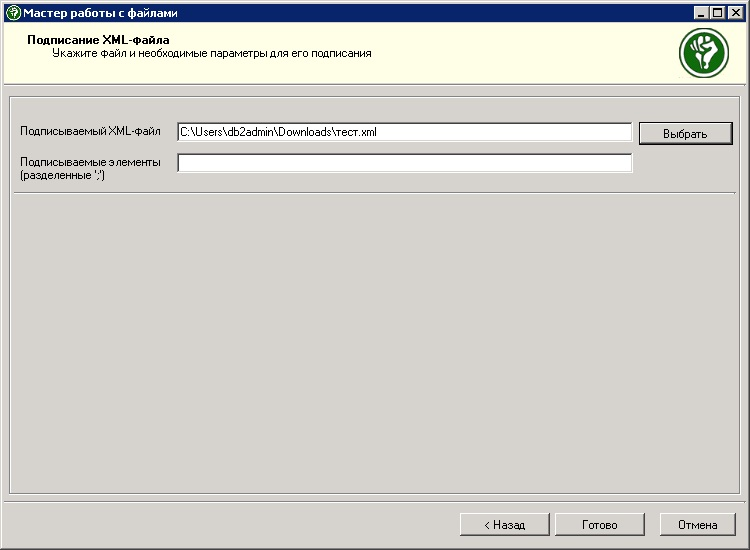 Мастер работы с файлами
Подписание XML-файла
Укажите файл и необходимые параметры для его подписания
Подписываемый XML-файл
C:\Users\db2admin\Downloads\тест.xml
Выбрать
Подписываемые элементы
(разделенные ';')
< Назад
Готово
Отмена